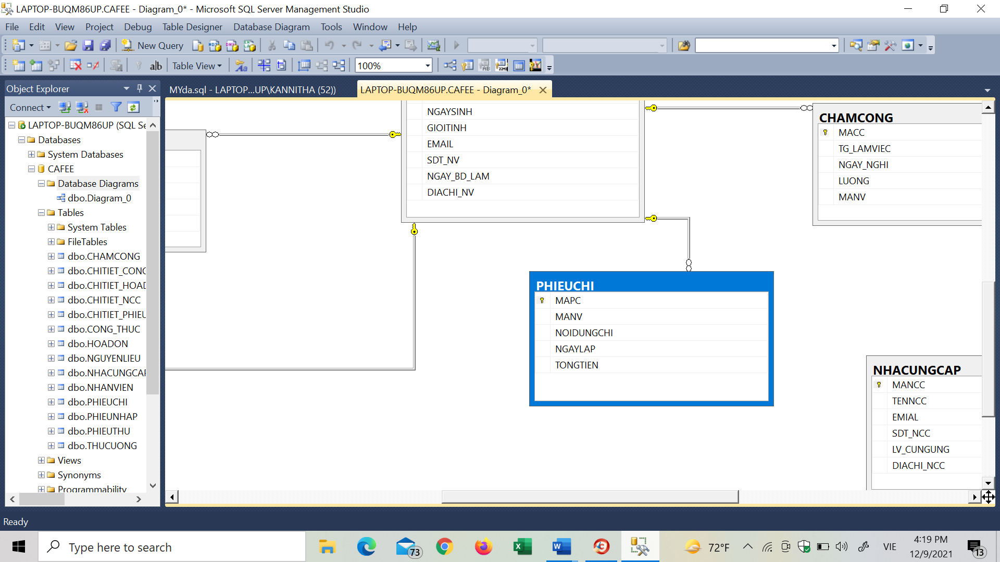 LAPTOP-BUQM86UP.CAFEE - Diagram_0* - Microsoft SQL Server Management Studio
File Edit View Project Debug Table Designer Database Diagram Tools Window Help
New Query
Table View
100%
Object Explorer
Connect
LAPTOP-BUQM86UP (SQL Se
Databases
System Databases
CAFEE
Database Diagrams
dbo.Diagram_0
Tables
System Tables
FileTables
dbo.CHAMCONG
dbo.CHITIET_CONG
dbo.CHITIET_HOAD
dbo.CHITIET_NCC
dbo.CHITIET_PHIEU
dbo.CONG_THUC
dbo.HOADON
dbo.NGUYENLIEU
dbo.NHACUNGCAP
dbo.NHANVIEN
dbo.PHIEUCHI
dbo.PHIEUNHAP
dbo.PHIEUTHU
dbo.THUCUONG
Views
Synonyms
Programmability
MYda.sql - LAPTOP...UP\KANNITHA (52))
LAPTOP-BUQM86UP.CAFEE - Diagram_0*
NGAYSINH
GIOITINH
EMAIL
SDT_NV
NGAY_BD_LAM
DIACHI_NV
CHAMCONG
MACC
TG_LAMVIEC
NGAY_NGHI
LUONG
MANV
PHIEUCHI
MAPC
MANV
NOIDUNGCHI
NGAYLAP
TONGTIEN
NHACUNGCAP
MANCC
TENNCC
EMIAL
SDT_NCC
LV_CUNGUNG
DIACHI_NCC
Ready
Type here to search
73
72°F
VIE
4:19 PM
12/9/2021
13